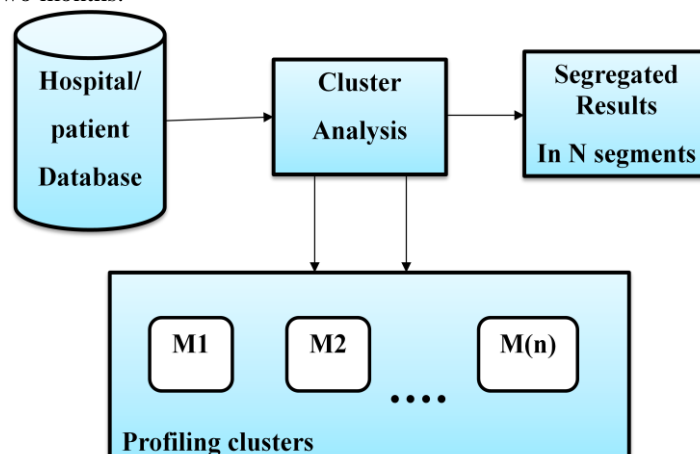 Hospital/
patient
Database
Cluster
Analysis
Segregated
Results
In N segments
M1
M2
....
M(n)
Profiling clusters